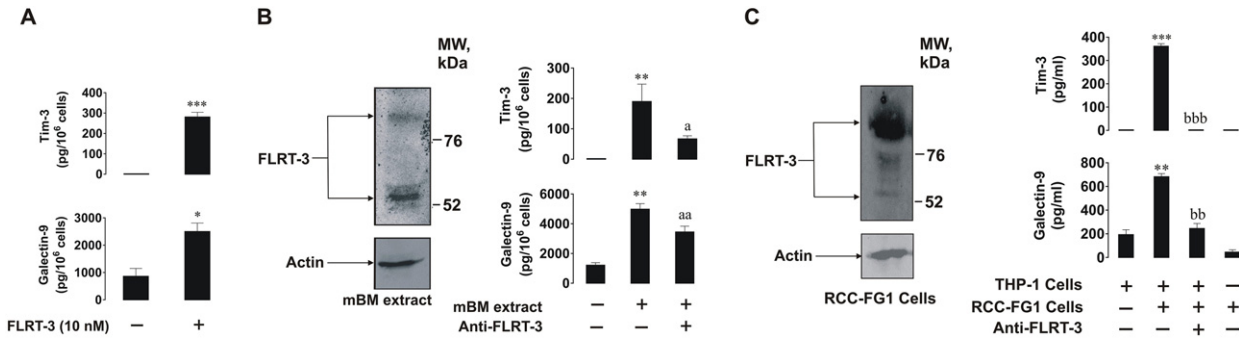 A
Tim-3
(pg/10⁶ cells)
400
300
200
100
0
***
Galectin-9
(pg/10⁶ cells)
3000
2000
1000
0
*
FLRT-3 (10 nM)
–
+
B
MW,
kDa
FLRT-3
76
52
Actin
mBM extract
Tim-3
(pg/10⁶ cells)
300
200
100
0
**
a
Galectin-9
(pg/10⁶ cells)
6000
4000
2000
0
**
aa
mBM extract
– + +
Anti-FLRT-3
– – +
C
MW,
kDa
FLRT-3
76
52
Actin
RCC-FG1 Cells
Tim-3
(pg/ml)
400
300
200
100
0
***
bbb
Galectin-9
(pg/ml)
800
600
400
200
0
**
bb
THP-1 Cells
+ + + –
RCC-FG1 Cells
– + + +
Anti-FLRT-3
– – + –